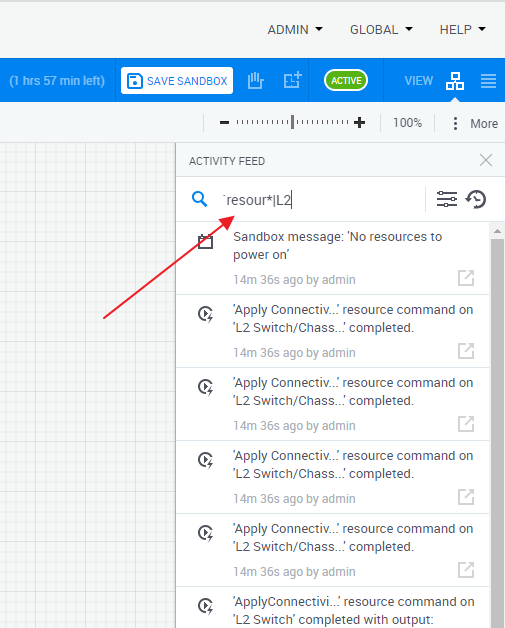 ADMIN GLOBAL HELP
(1 hrs 57 min left) SAVE SANDBOX ACTIVE VIEW
100% More
ACTIVITY FEED
`resour*|L2
Sandbox message: 'No resources to
power on'
14m 36s ago by admin
'Apply Connectiv...' resource command on
'L2 Switch/Chass...' completed.
14m 36s ago by admin
'Apply Connectiv...' resource command on
'L2 Switch/Chass...' completed.
14m 36s ago by admin
'Apply Connectiv...' resource command on
'L2 Switch/Chass...' completed.
14m 36s ago by admin
'Apply Connectiv...' resource command on
'L2 Switch/Chass...' completed.
14m 36s ago by admin
'ApplyConnectivi...' resource command on
'L2 Switch' completed with output: